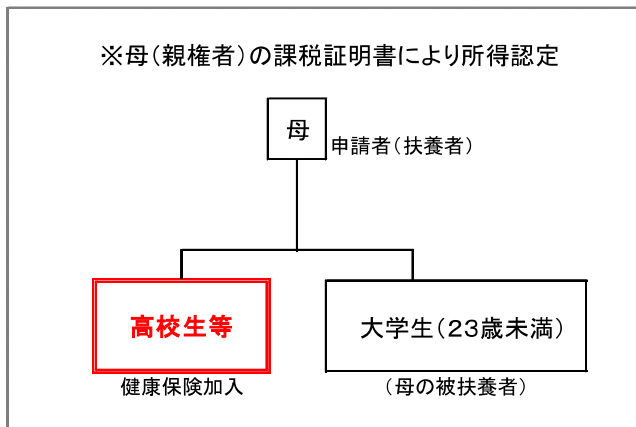 ※母（親権者）の課税証明書により所得認定
母
申請者（扶養者）
高校生等
大学生（２３歳未満）
健康保険加入
（母の被扶養者）